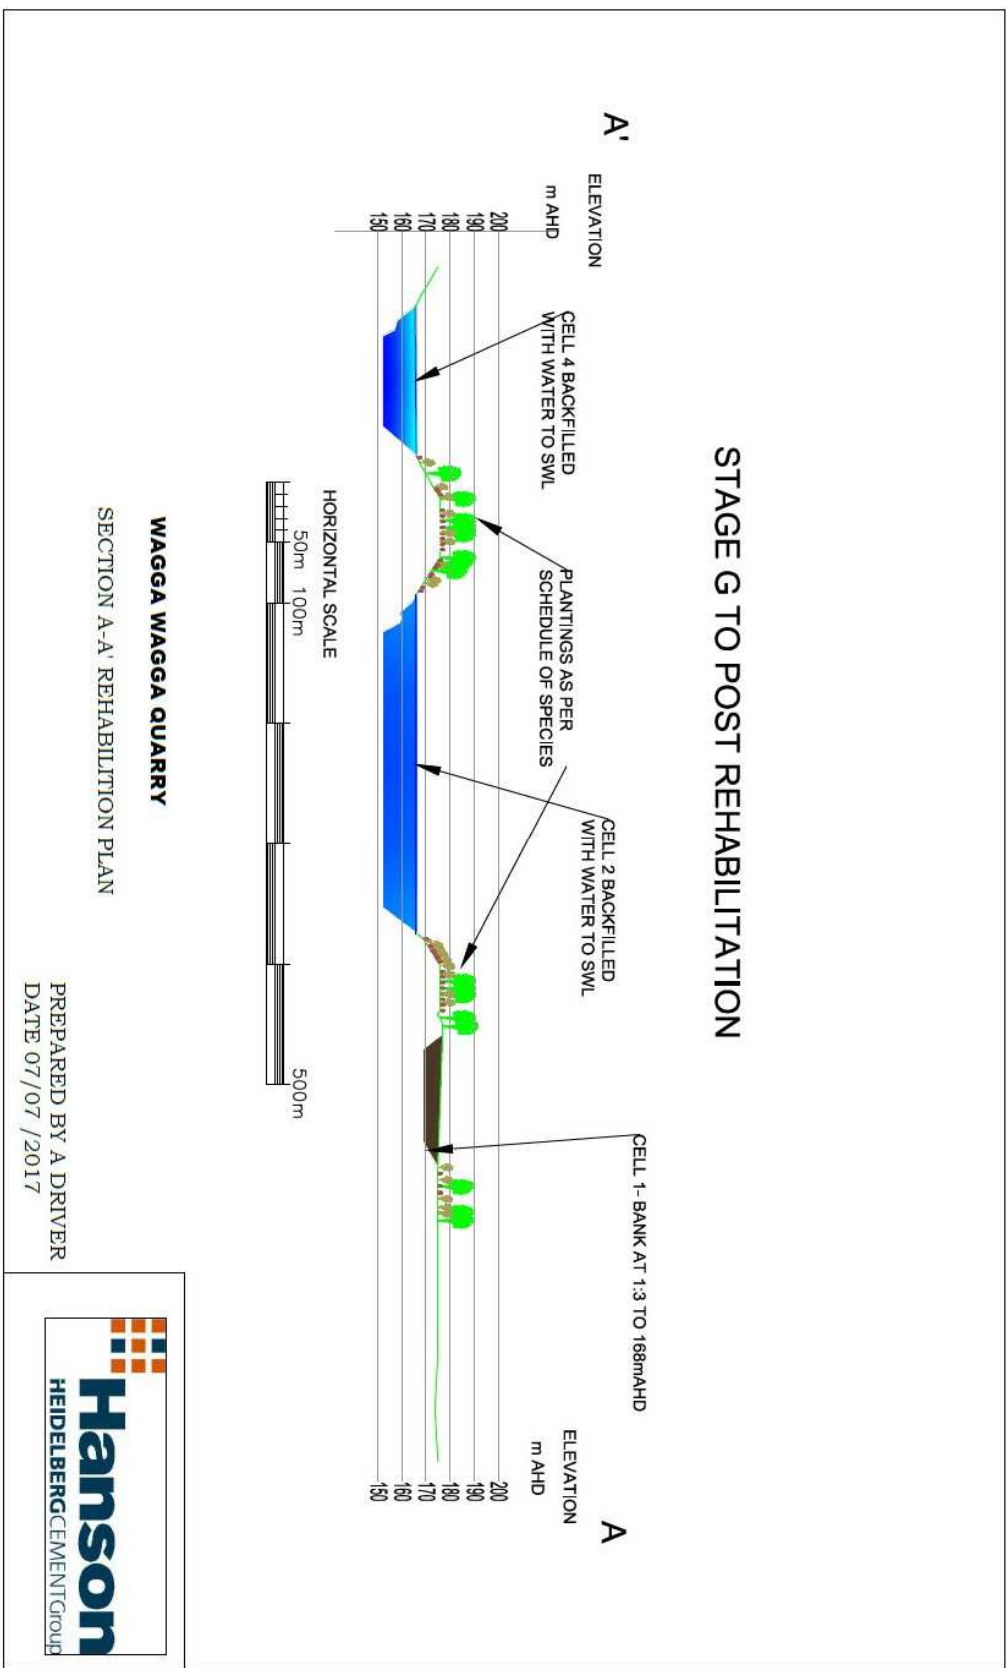 STAGE G TO POST REHABILITATION
A'
A
ELEVATION
m AHD
ELEVATION
m AHD
CELL 4 BACKFILLED
WITH WATER TO SWL
PLANTINGS AS PER
SCHEDULE OF SPECIES
CELL 2 BACKFILLED
WITH WATER TO SWL
CELL 1- BANK AT 1:3 TO 168mAHD
200
190
180
170
160
150
200
190
180
170
160
150
HORIZONTAL SCALE
50m
100m
500m
WAGGA WAGGA QUARRY
SECTION A-A' REHABILITION PLAN
PREPARED BY A DRIVER
DATE 07/07 /2017
Hanson
HEIDELBERGCEMENTGroup